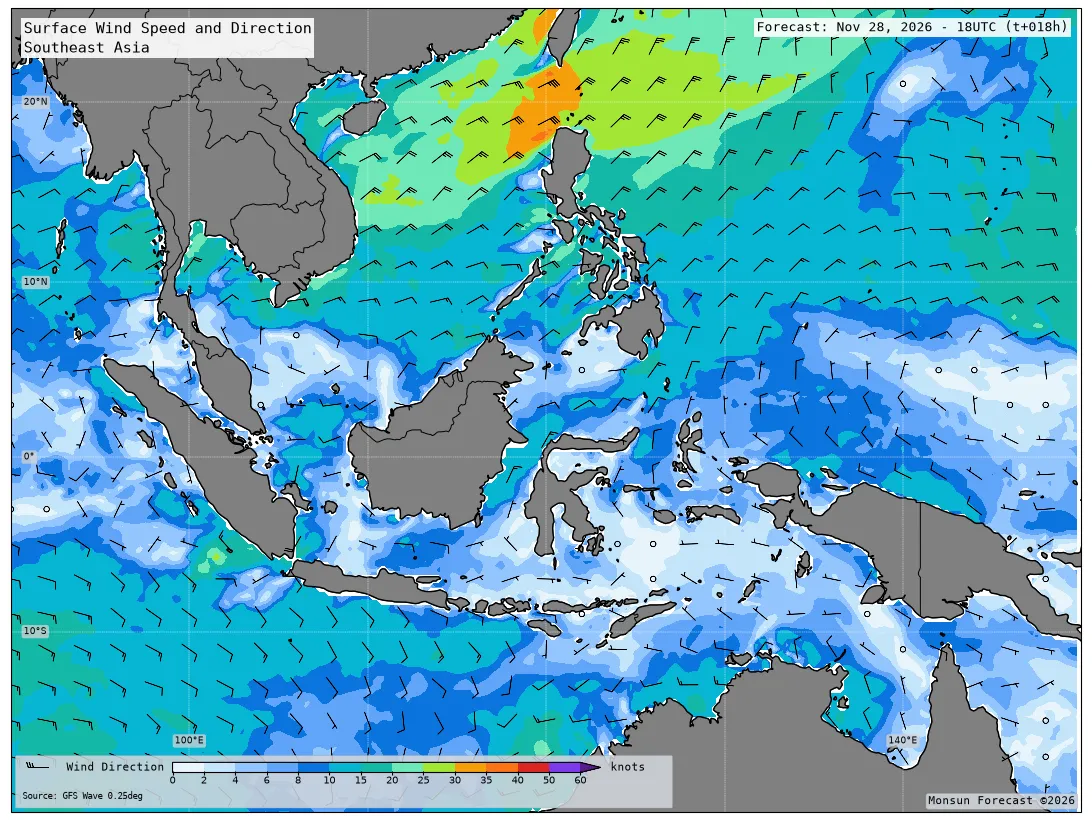 Surface Wind Speed and Direction
Southeast Asia
Forecast: Nov 28, 2026 - 18UTC (t+018h)
20°N
10°N
0°
10°S
100°E
140°E
Wind Direction
0 2 4 6 8 10 15 20 25 30 35 40 50 60
knots
Source: GFS Wave 0.25deg
Monsun Forecast ©2026